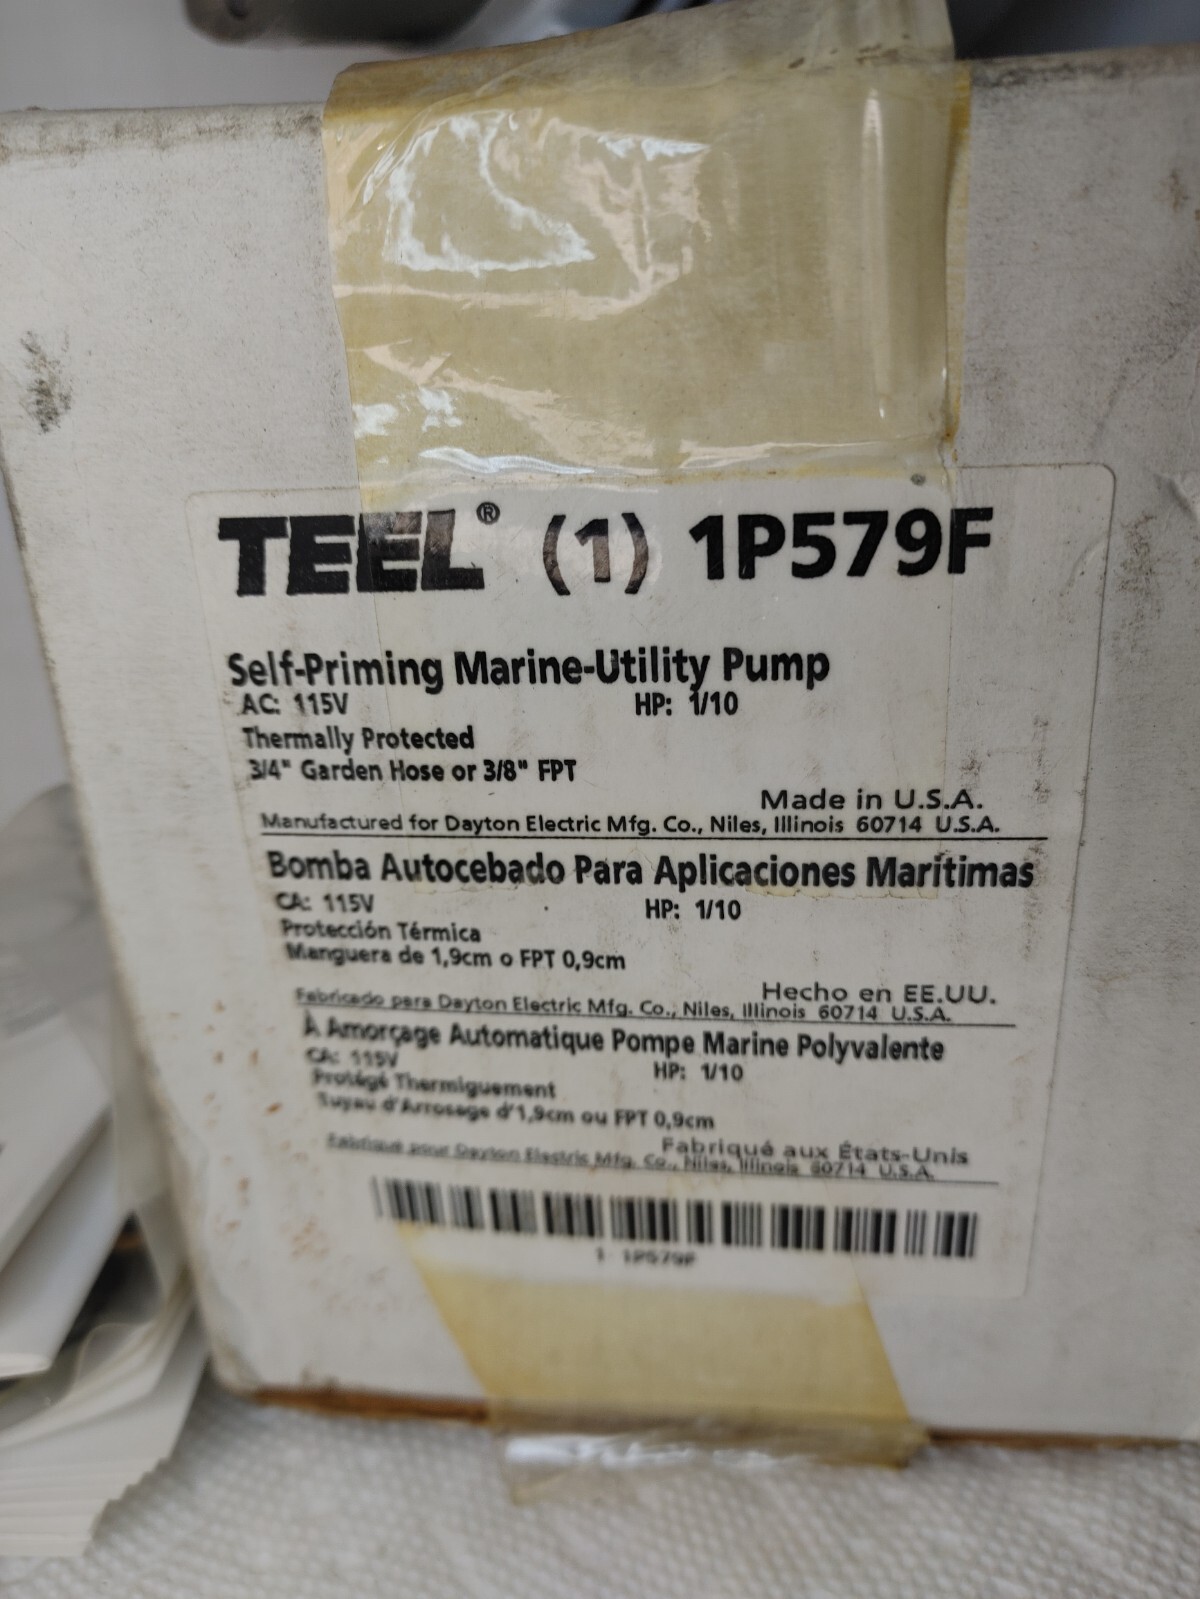 TEEL® (1) 1P579F
Self-Priming Marine-Utility Pump
AC: 115V HP: 1/10
Thermally Protected
3/4" Garden Hose or 3/8" FPT
Made in U.S.A.
Manufactured for Dayton Electric Mfg. Co., Niles, Illinois 60714 U.S.A.
Bomba Autocebado Para Aplicaciones Marítimas
CA: 115V HP: 1/10
Protección Térmica
Manguera de 1,9cm o FPT 0,9cm
Hecho en EE.UU.
Fabricado para Dayton Electric Mfg. Co., Niles, Illinois 60714 U.S.A.
À Amorçage Automatique Pompe Marine Polyvalente
CA: 115V HP: 1/10
Protégé Thermiguement
Tuyau d'Arrosage d'1,9cm ou FPT 0,9cm
Fabriqué aux États-Unis
Fabriqué pour Dayton Electric Mfg. Co., Niles, Illinois 60714 U.S.A.
1 1P579F